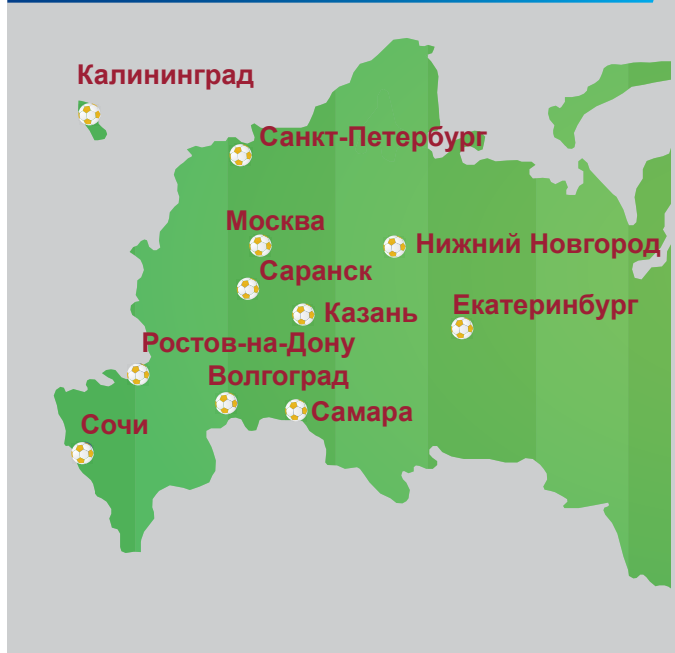 Калининград
Санкт-Петербург
Москва
Нижний Новгород
Саранск
Казань
Екатеринбург
Ростов-на-Дону
Волгоград
Самара
Сочи